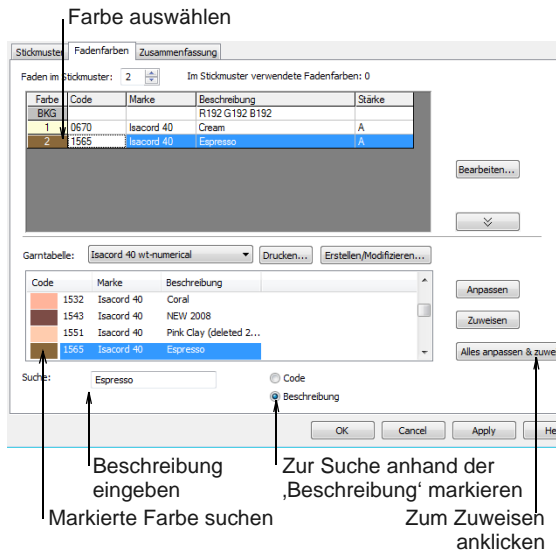 Farbe auswählen
Stickmuster Fadenfarben Zusammenfassung
Faden im Stickmuster: 2 Im Stickmuster verwendete Fadenfarben: 0
Farbe Code Marke Beschreibung Stärke
BKG R192 G192 B192
1 0670 Isacord 40 Cream A
2 1565 Isacord 40 Espresso A
Bearbeiten...
Garntabelle: Isacord 40 wt-numerical Drucken... Erstellen/Modifizieren...
Code Marke Beschreibung
1532 Isacord 40 Coral
1543 Isacord 40 NEW 2008
1551 Isacord 40 Pink Clay (deleted 2...
1565 Isacord 40 Espresso
Anpassen
Zuweisen
Alles anpassen & zuwe
Suche: Espresso Code
Beschreibung
OK Cancel Apply He
Beschreibung
eingeben
Zur Suche anhand der
‚Beschreibung‘ markieren
Markierte Farbe suchen
Zum Zuweisen
anklicken